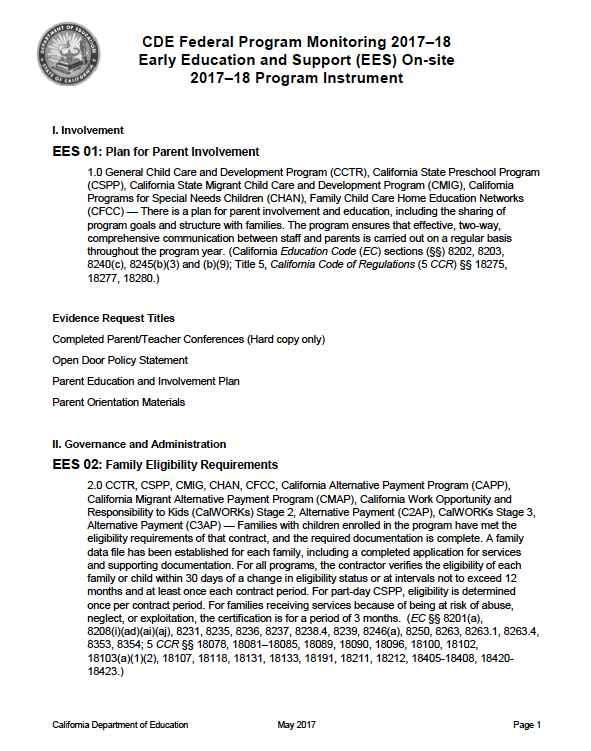 DEPARTMENT OF EDUCATION
STATE OF CALIFORNIA
CDE Federal Program Monitoring 2017–18
Early Education and Support (EES) On-site
2017–18 Program Instrument
I. Involvement
EES 01: Plan for Parent Involvement
1.0 General Child Care and Development Program (CCTR), California State Preschool Program
(CSPP), California State Migrant Child Care and Development Program (CMIG), California
Programs for Special Needs Children (CHAN), Family Child Care Home Education Networks
(CFCC) — There is a plan for parent involvement and education, including the sharing of
program goals and structure with families. The program ensures that effective, two-way,
comprehensive communication between staff and parents is carried out on a regular basis
throughout the program year. (California Education Code (EC) sections (§§) 8202, 8203,
8240(c), 8245(b)(3) and (b)(9); Title 5, California Code of Regulations (5 CCR) §§ 18275,
18277, 18280.)
Evidence Request Titles
Completed Parent/Teacher Conferences (Hard copy only)
Open Door Policy Statement
Parent Education and Involvement Plan
Parent Orientation Materials
II. Governance and Administration
EES 02: Family Eligibility Requirements
2.0 CCTR, CSPP, CMIG, CHAN, CFCC, California Alternative Payment Program (CAPP),
California Migrant Alternative Payment Program (CMAP), California Work Opportunity and
Responsibility to Kids (CalWORKs) Stage 2, Alternative Payment (C2AP), CalWORKs Stage 3,
Alternative Payment (C3AP) — Families with children enrolled in the program have met the
eligibility requirements of that contract, and the required documentation is complete. A family
data file has been established for each family, including a completed application for services
and supporting documentation. For all programs, the contractor verifies the eligibility of each
family or child within 30 days of a change in eligibility status or at intervals not to exceed 12
months and at least once each contract period. For part-day CSPP, eligibility is determined
once per contract period. For families receiving services because of being at risk of abuse,
neglect, or exploitation, the certification is for a period of 3 months. (EC §§ 8201(a),
8208(i)(ad)(ai)(aj), 8231, 8235, 8236, 8237, 8238.4, 8239, 8246(a), 8250, 8263, 8263.1, 8263.4,
8353, 8354; 5 CCR §§ 18078, 18081–18085, 18089, 18090, 18096, 18100, 18102,
18103(a)(1)(2), 18107, 18118, 18131, 18133, 18191, 18211, 18212, 18405-18408, 18420-
18423.)
California Department of Education May 2017 Page 1